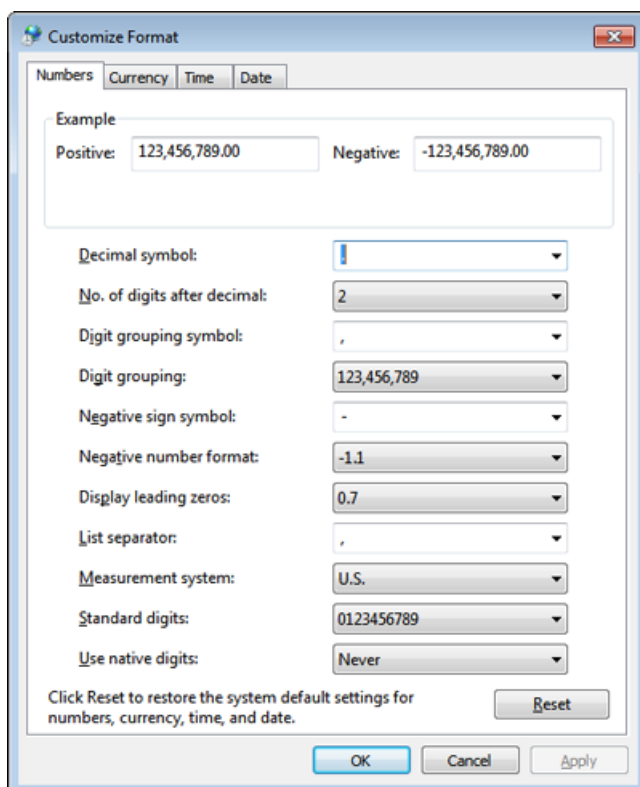 Customize Format
Numbers Currency Time Date
Example
Positive: 123,456,789.00 Negative: -123,456,789.00
Decimal symbol: .
No. of digits after decimal: 2
Digit grouping symbol: ,
Digit grouping: 123,456,789
Negative sign symbol: -
Negative number format: -1.1
Display leading zeros: 0.7
List separator: ,
Measurement system: U.S.
Standard digits: 0123456789
Use native digits: Never
Click Reset to restore the system default settings for
numbers, currency, time, and date.
Reset
OK Cancel Apply